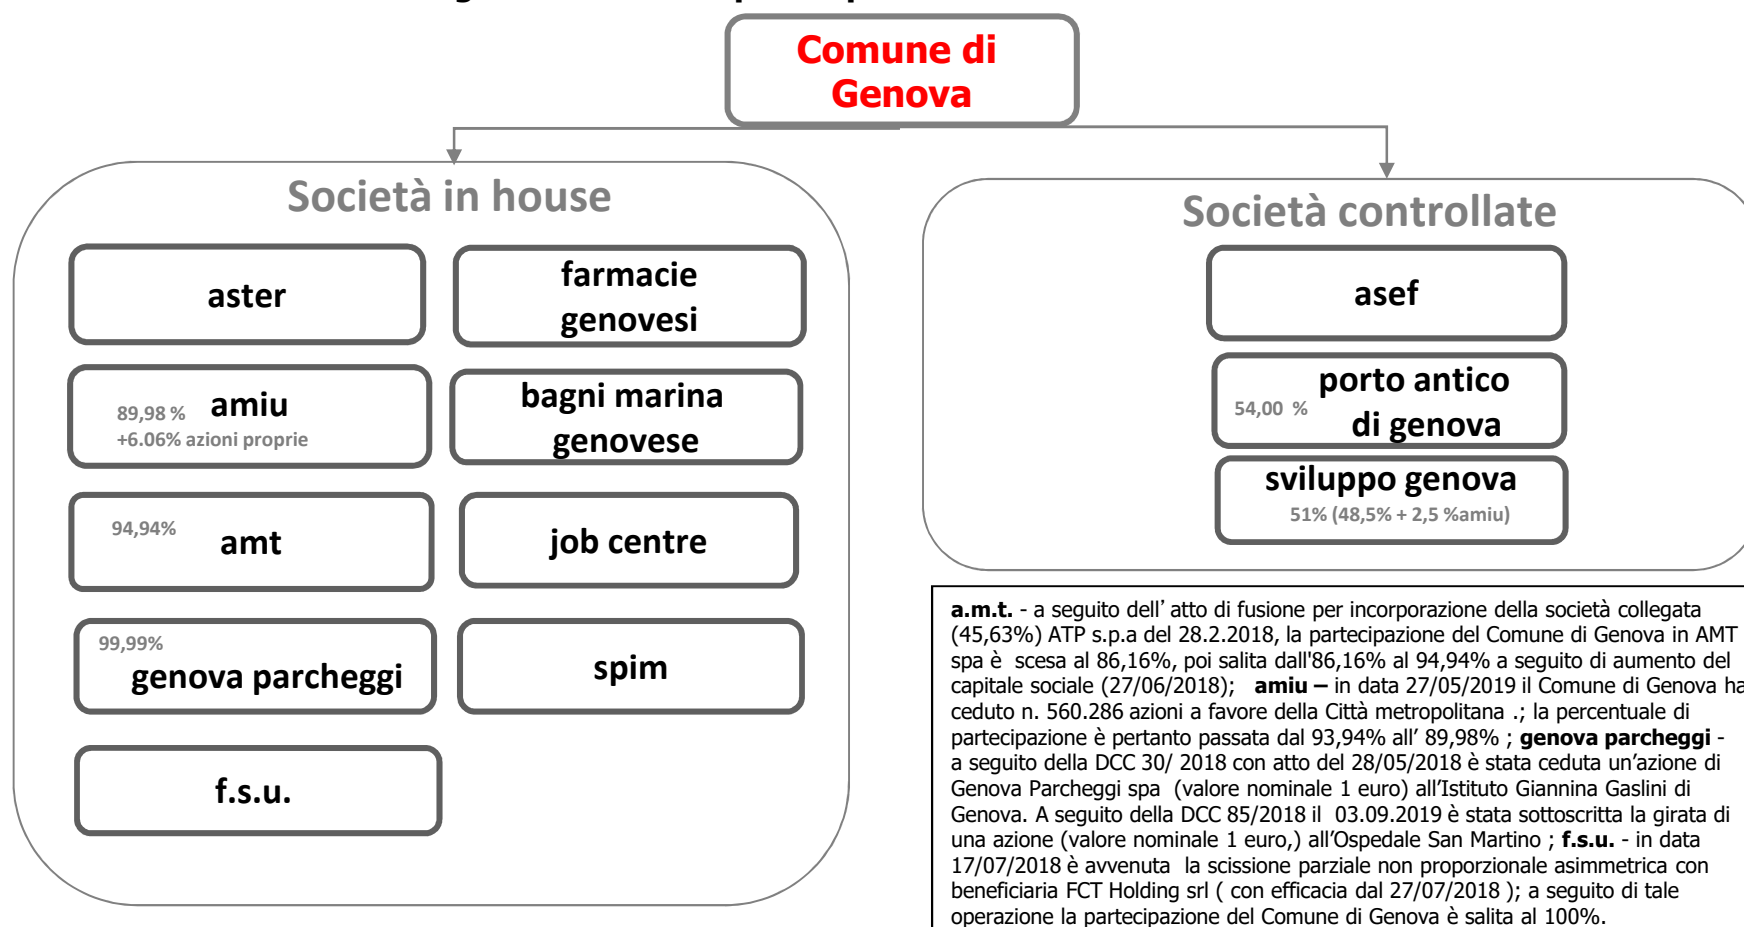 Comune di
Genova
Società in house
aster
farmacie
genovesi
89,98 % amiu
+6.06% azioni proprie
bagni marina
genovese
94,94%
amt
job centre
99,99%
genova parcheggi
spim
f.s.u.
Società controllate
asef
54,00 % porto antico
di genova
sviluppo genova
51% (48,5% + 2,5 %amiu)
a.m.t. - a seguito dell' atto di fusione per incorporazione della società collegata
(45,63%) ATP s.p.a del 28.2.2018, la partecipazione del Comune di Genova in AMT
spa è scesa al 86,16%, poi salita dall'86,16% al 94,94% a seguito di aumento del
capitale sociale (27/06/2018); amiu – in data 27/05/2019 il Comune di Genova ha
ceduto n. 560.286 azioni a favore della Città metropolitana .; la percentuale di
partecipazione è pertanto passata dal 93,94% all' 89,98% ; genova parcheggi -
a seguito della DCC 30/ 2018 con atto del 28/05/2018 è stata ceduta un'azione di
Genova Parcheggi spa (valore nominale 1 euro) all'Istituto Giannina Gaslini di
Genova. A seguito della DCC 85/2018 il 03.09.2019 è stata sottoscritta la girata di
una azione (valore nominale 1 euro,) all'Ospedale San Martino ; f.s.u. - in data
17/07/2018 è avvenuta la scissione parziale non proporzionale asimmetrica con
beneficiaria FCT Holding srl ( con efficacia dal 27/07/2018 ); a seguito di tale
operazione la partecipazione del Comune di Genova è salita al 100%.